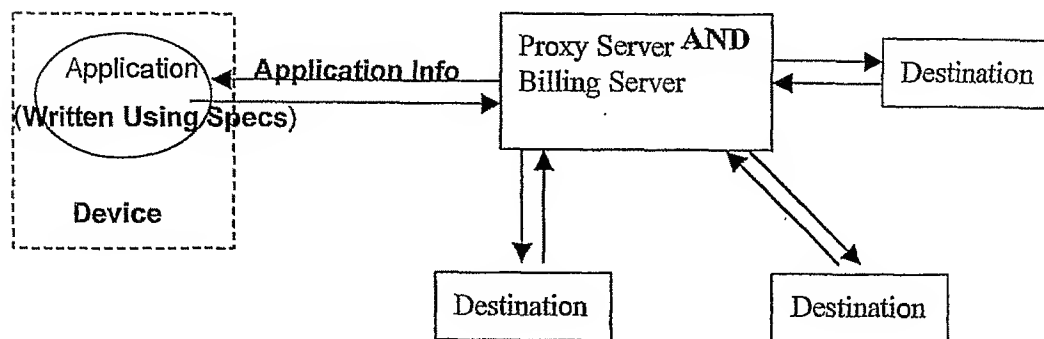 Application
(Written Using Specs)
Device
Application Info
Proxy Server AND
Billing Server
Destination
Destination
Destination